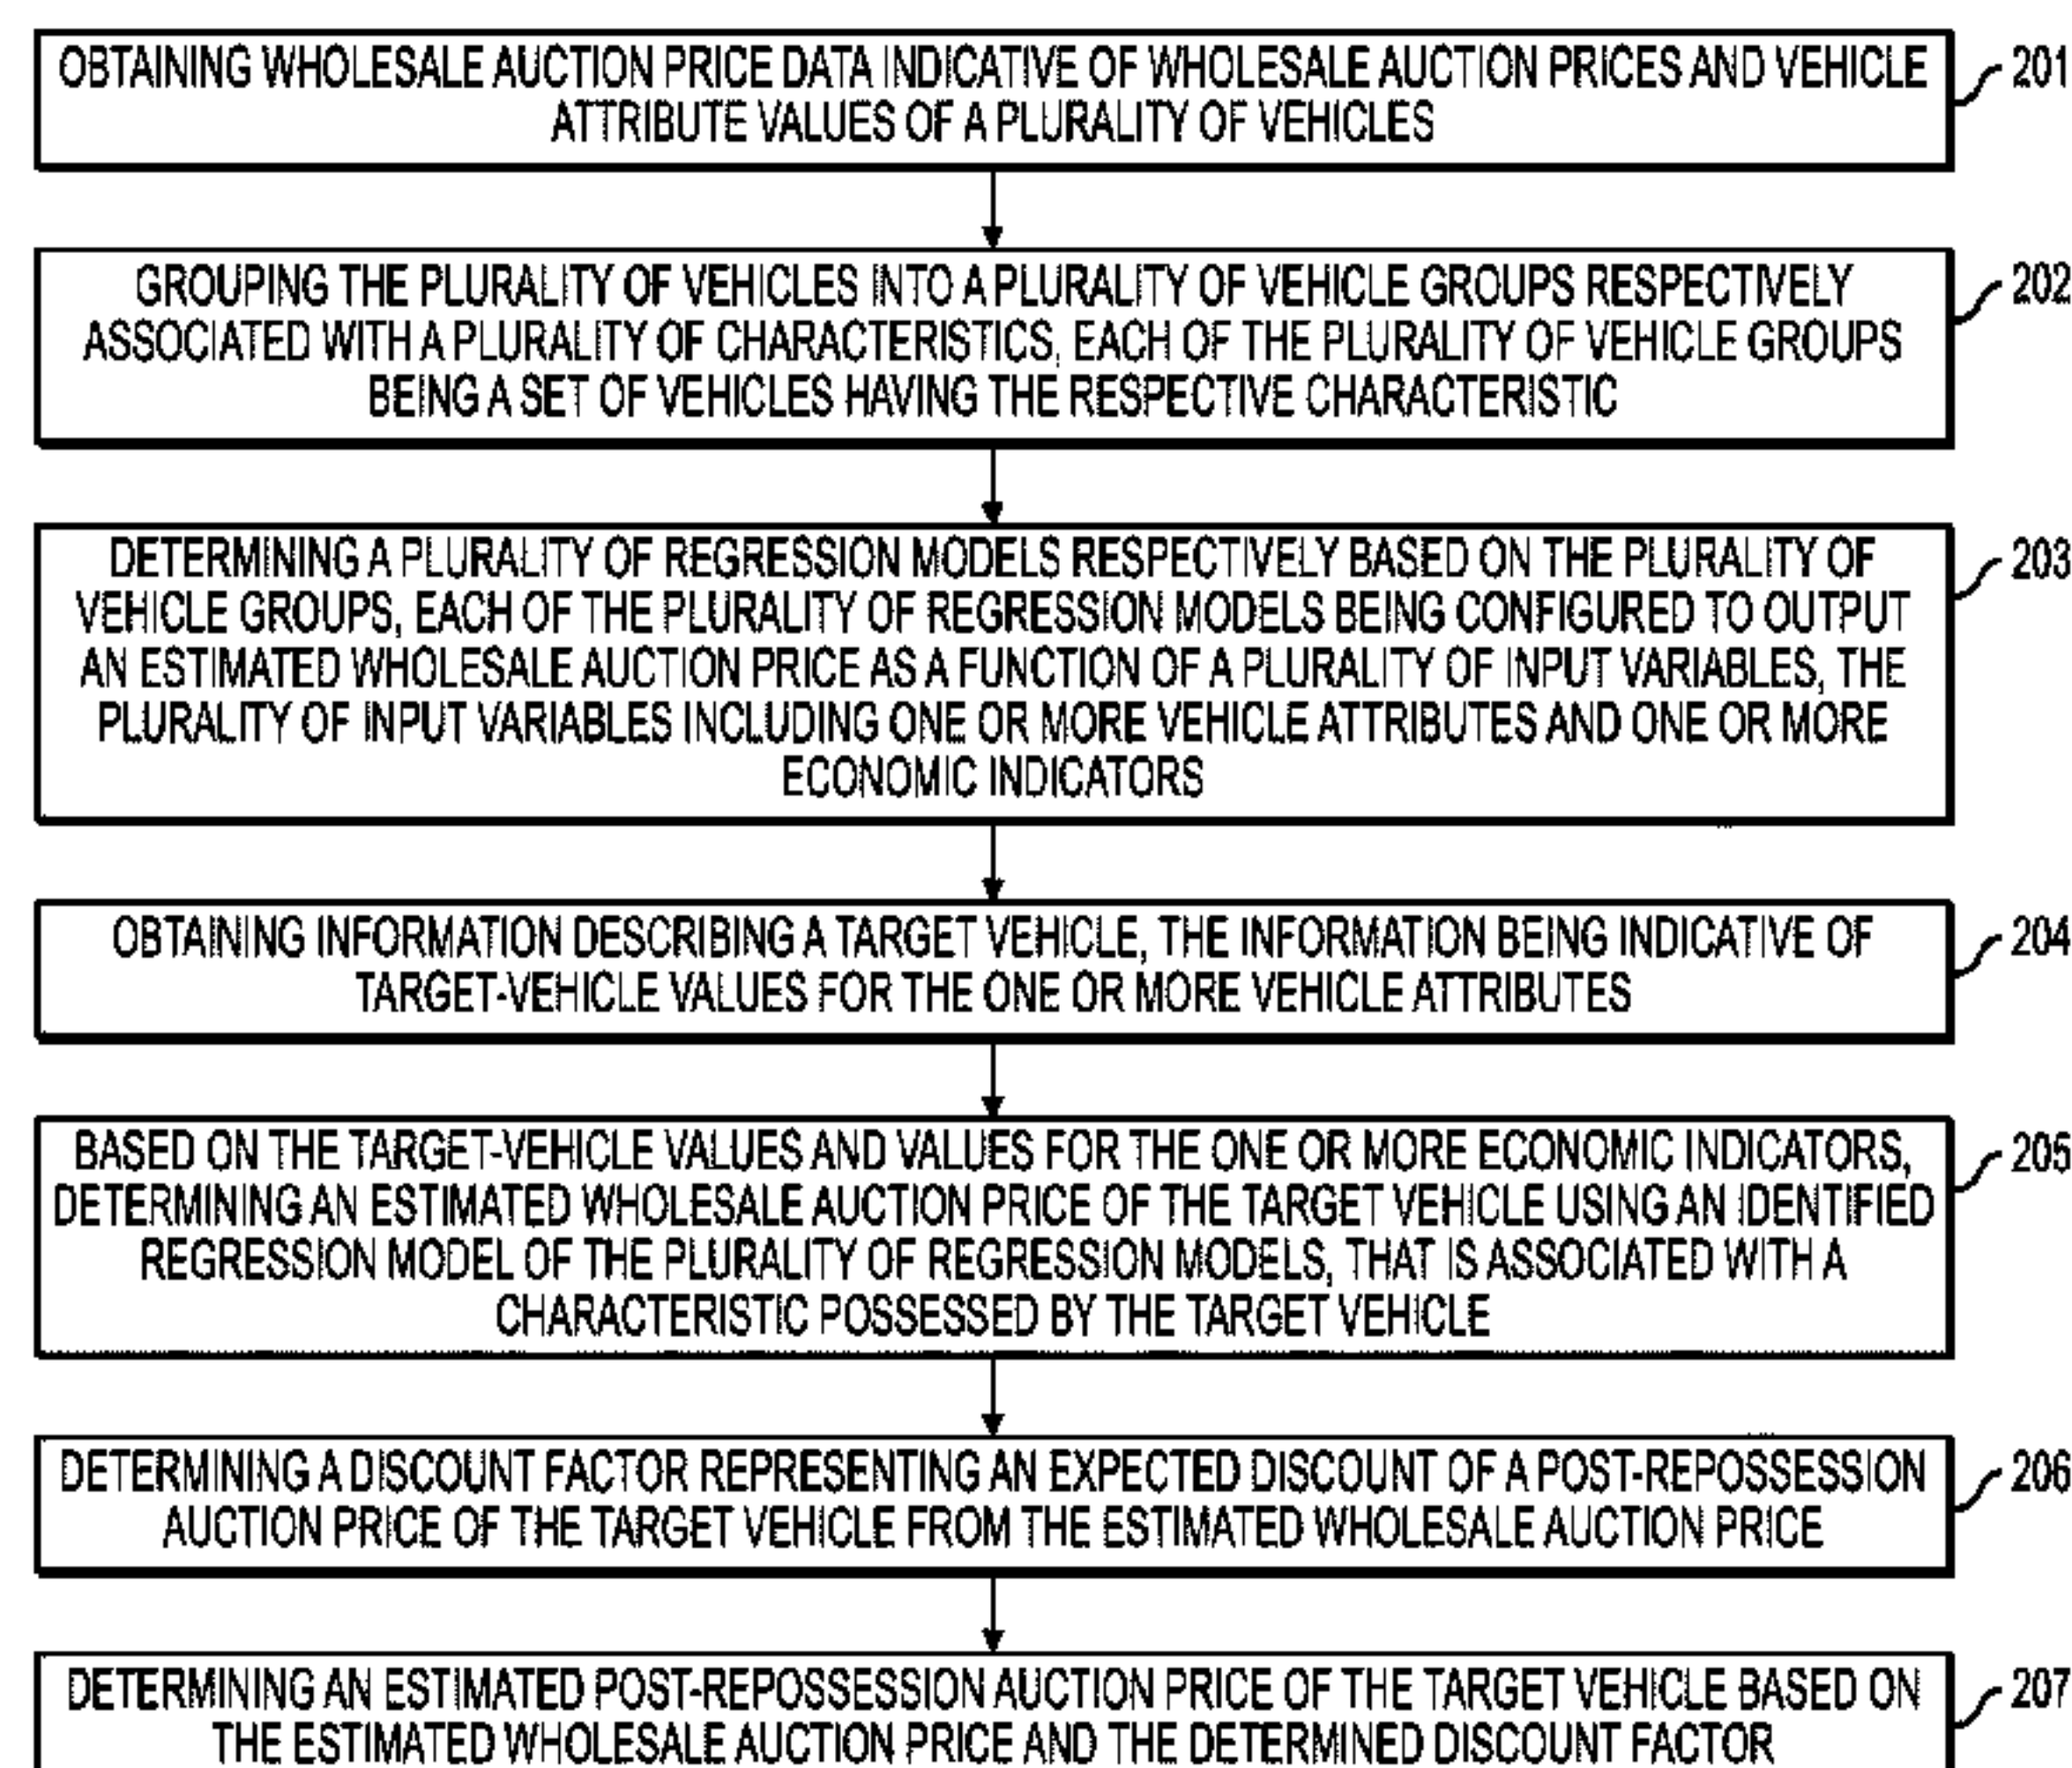 OBTAINING WHOLESALE AUCTION PRICE DATA INDICATIVE OF WHOLESALE AUCTION PRICES AND VEHICLE
ATTRIBUTE VALUES OF A PLURALITY OF VEHICLES
201
GROUPING THE PLURALITY OF VEHICLES INTO A PLURALITY OF VEHICLE GROUPS RESPECTIVELY
ASSOCIATED WITH A PLURALITY OF CHARACTERISTICS, EACH OF THE PLURALITY OF VEHICLE GROUPS
BEING A SET OF VEHICLES HAVING THE RESPECTIVE CHARACTERISTIC
202
DETERMINING A PLURALITY OF REGRESSION MODELS RESPECTIVELY BASED ON THE PLURALITY OF
VEHICLE GROUPS, EACH OF THE PLURALITY OF REGRESSION MODELS BEING CONFIGURED TO OUTPUT
AN ESTIMATED WHOLESALE AUCTION PRICE AS A FUNCTION OF A PLURALITY OF INPUT VARIABLES, THE
PLURALITY OF INPUT VARIABLES INCLUDING ONE OR MORE VEHICLE ATTRIBUTES AND ONE OR MORE
ECONOMIC INDICATORS
203
OBTAINING INFORMATION DESCRIBING A TARGET VEHICLE, THE INFORMATION BEING INDICATIVE OF
TARGET-VEHICLE VALUES FOR THE ONE OR MORE VEHICLE ATTRIBUTES
204
BASED ON THE TARGET-VEHICLE VALUES AND VALUES FOR THE ONE OR MORE ECONOMIC INDICATORS,
DETERMINING AN ESTIMATED WHOLESALE AUCTION PRICE OF THE TARGET VEHICLE USING AN IDENTIFIED
REGRESSION MODEL OF THE PLURALITY OF REGRESSION MODELS, THAT IS ASSOCIATED WITH A
CHARACTERISTIC POSSESSED BY THE TARGET VEHICLE
205
DETERMINING A DISCOUNT FACTOR REPRESENTING AN EXPECTED DISCOUNT OF A POST-REPOSSESSION
AUCTION PRICE OF THE TARGET VEHICLE FROM THE ESTIMATED WHOLESALE AUCTION PRICE
206
DETERMINING AN ESTIMATED POST-REPOSSESSION AUCTION PRICE OF THE TARGET VEHICLE BASED ON
THE ESTIMATED WHOLESALE AUCTION PRICE AND THE DETERMINED DISCOUNT FACTOR
207